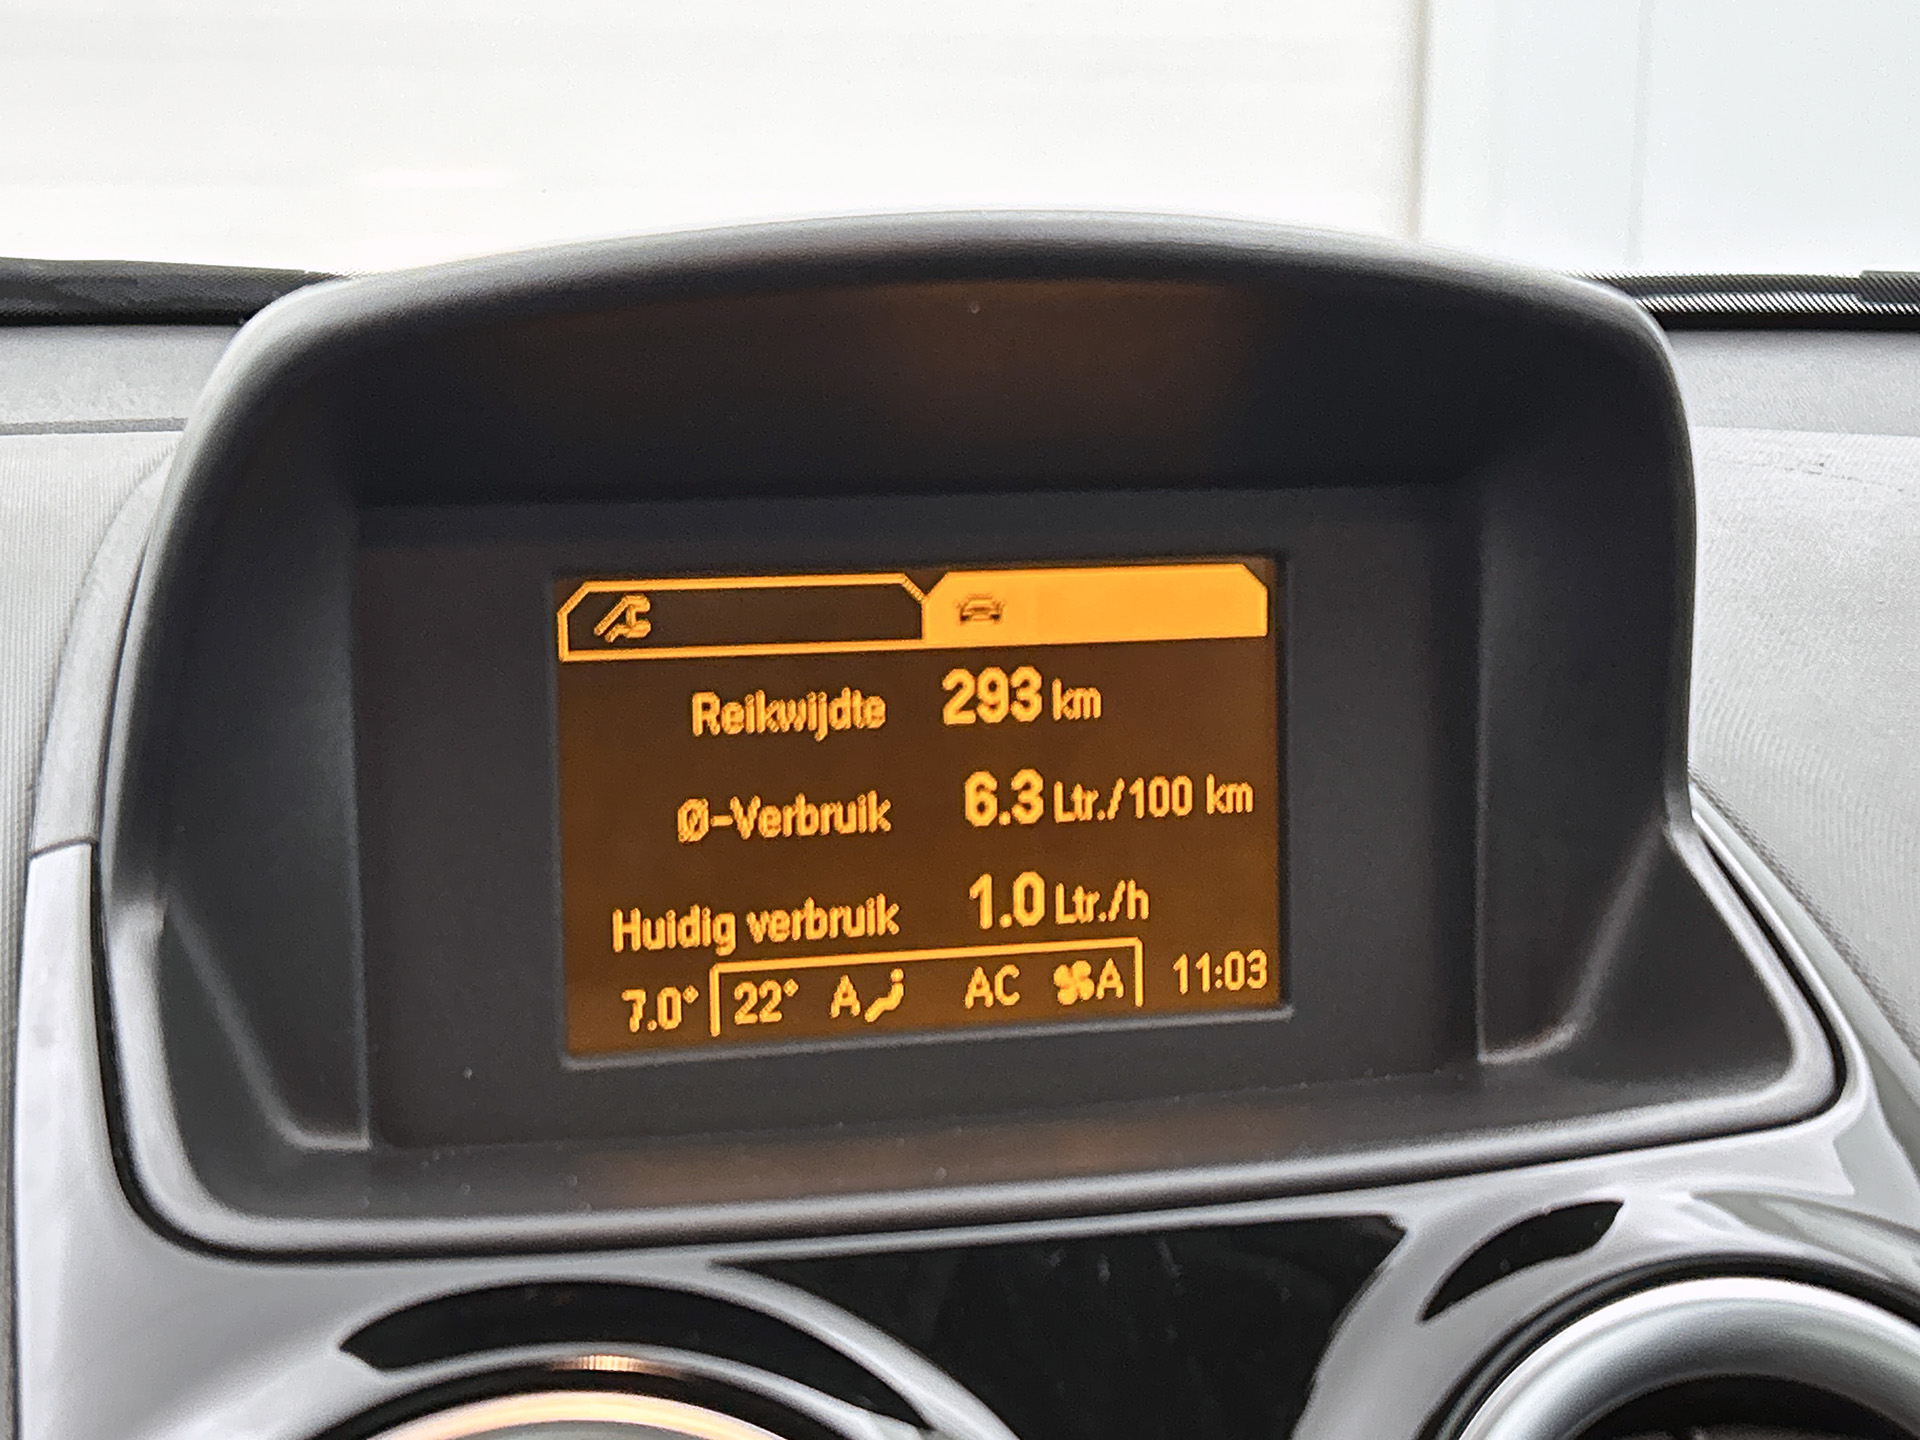 Reikwijdte 293 km
Ø-Verbruik 6.3 Ltr./100 km
Huidig verbruik 1.0 Ltr./h
7.0° 22° A AC A 11:03